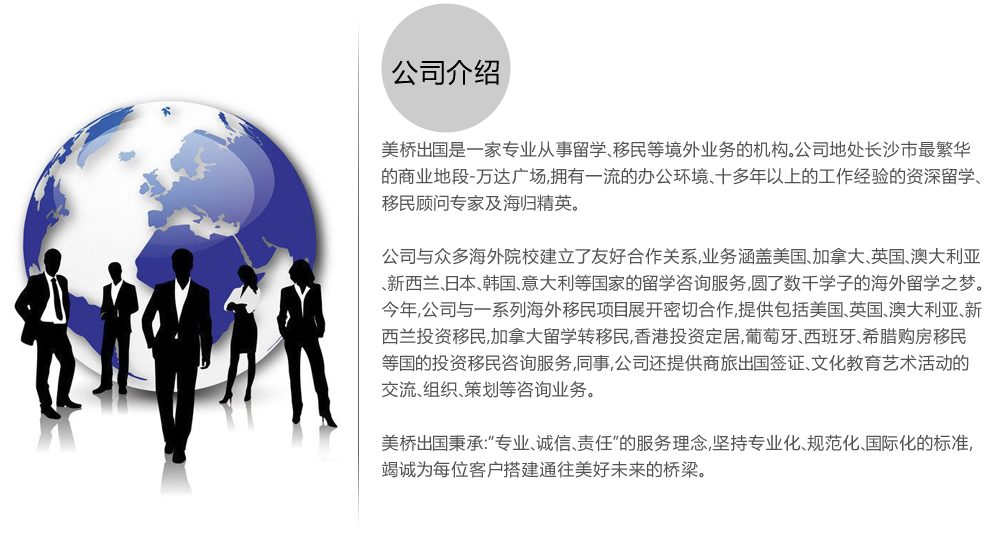 公司介绍
美桥出国是一家专业从事留学、移民等境外业务的机构。公司地处长沙市最繁华
的商业地段-万达广场,拥有一流的办公环境、十多年以上的工作经验的资深留学、
移民顾问专家及海归精英。
公司与众多海外院校建立了友好合作关系,业务涵盖美国、加拿大、英国、澳大利亚
、新西兰、日本、韩国、意大利等国家的留学咨询服务,圆了数千学子的海外留学之梦。
今年,公司与一系列海外移民项目展开密切合作,提供包括美国、英国、澳大利亚、新
西兰投资移民,加拿大留学转移民,香港投资定居,葡萄牙、西班牙、希腊购房移民
等国的投资移民咨询服务,同事,公司还提供商旅出国签证、文化教育艺术活动的
交流、组织、策划等咨询业务。
美桥出国秉承:“专业、诚信、责任”的服务理念,坚持专业化、规范化、国际化的标准,
竭诚为每位客户搭建通往美好未来的桥梁。